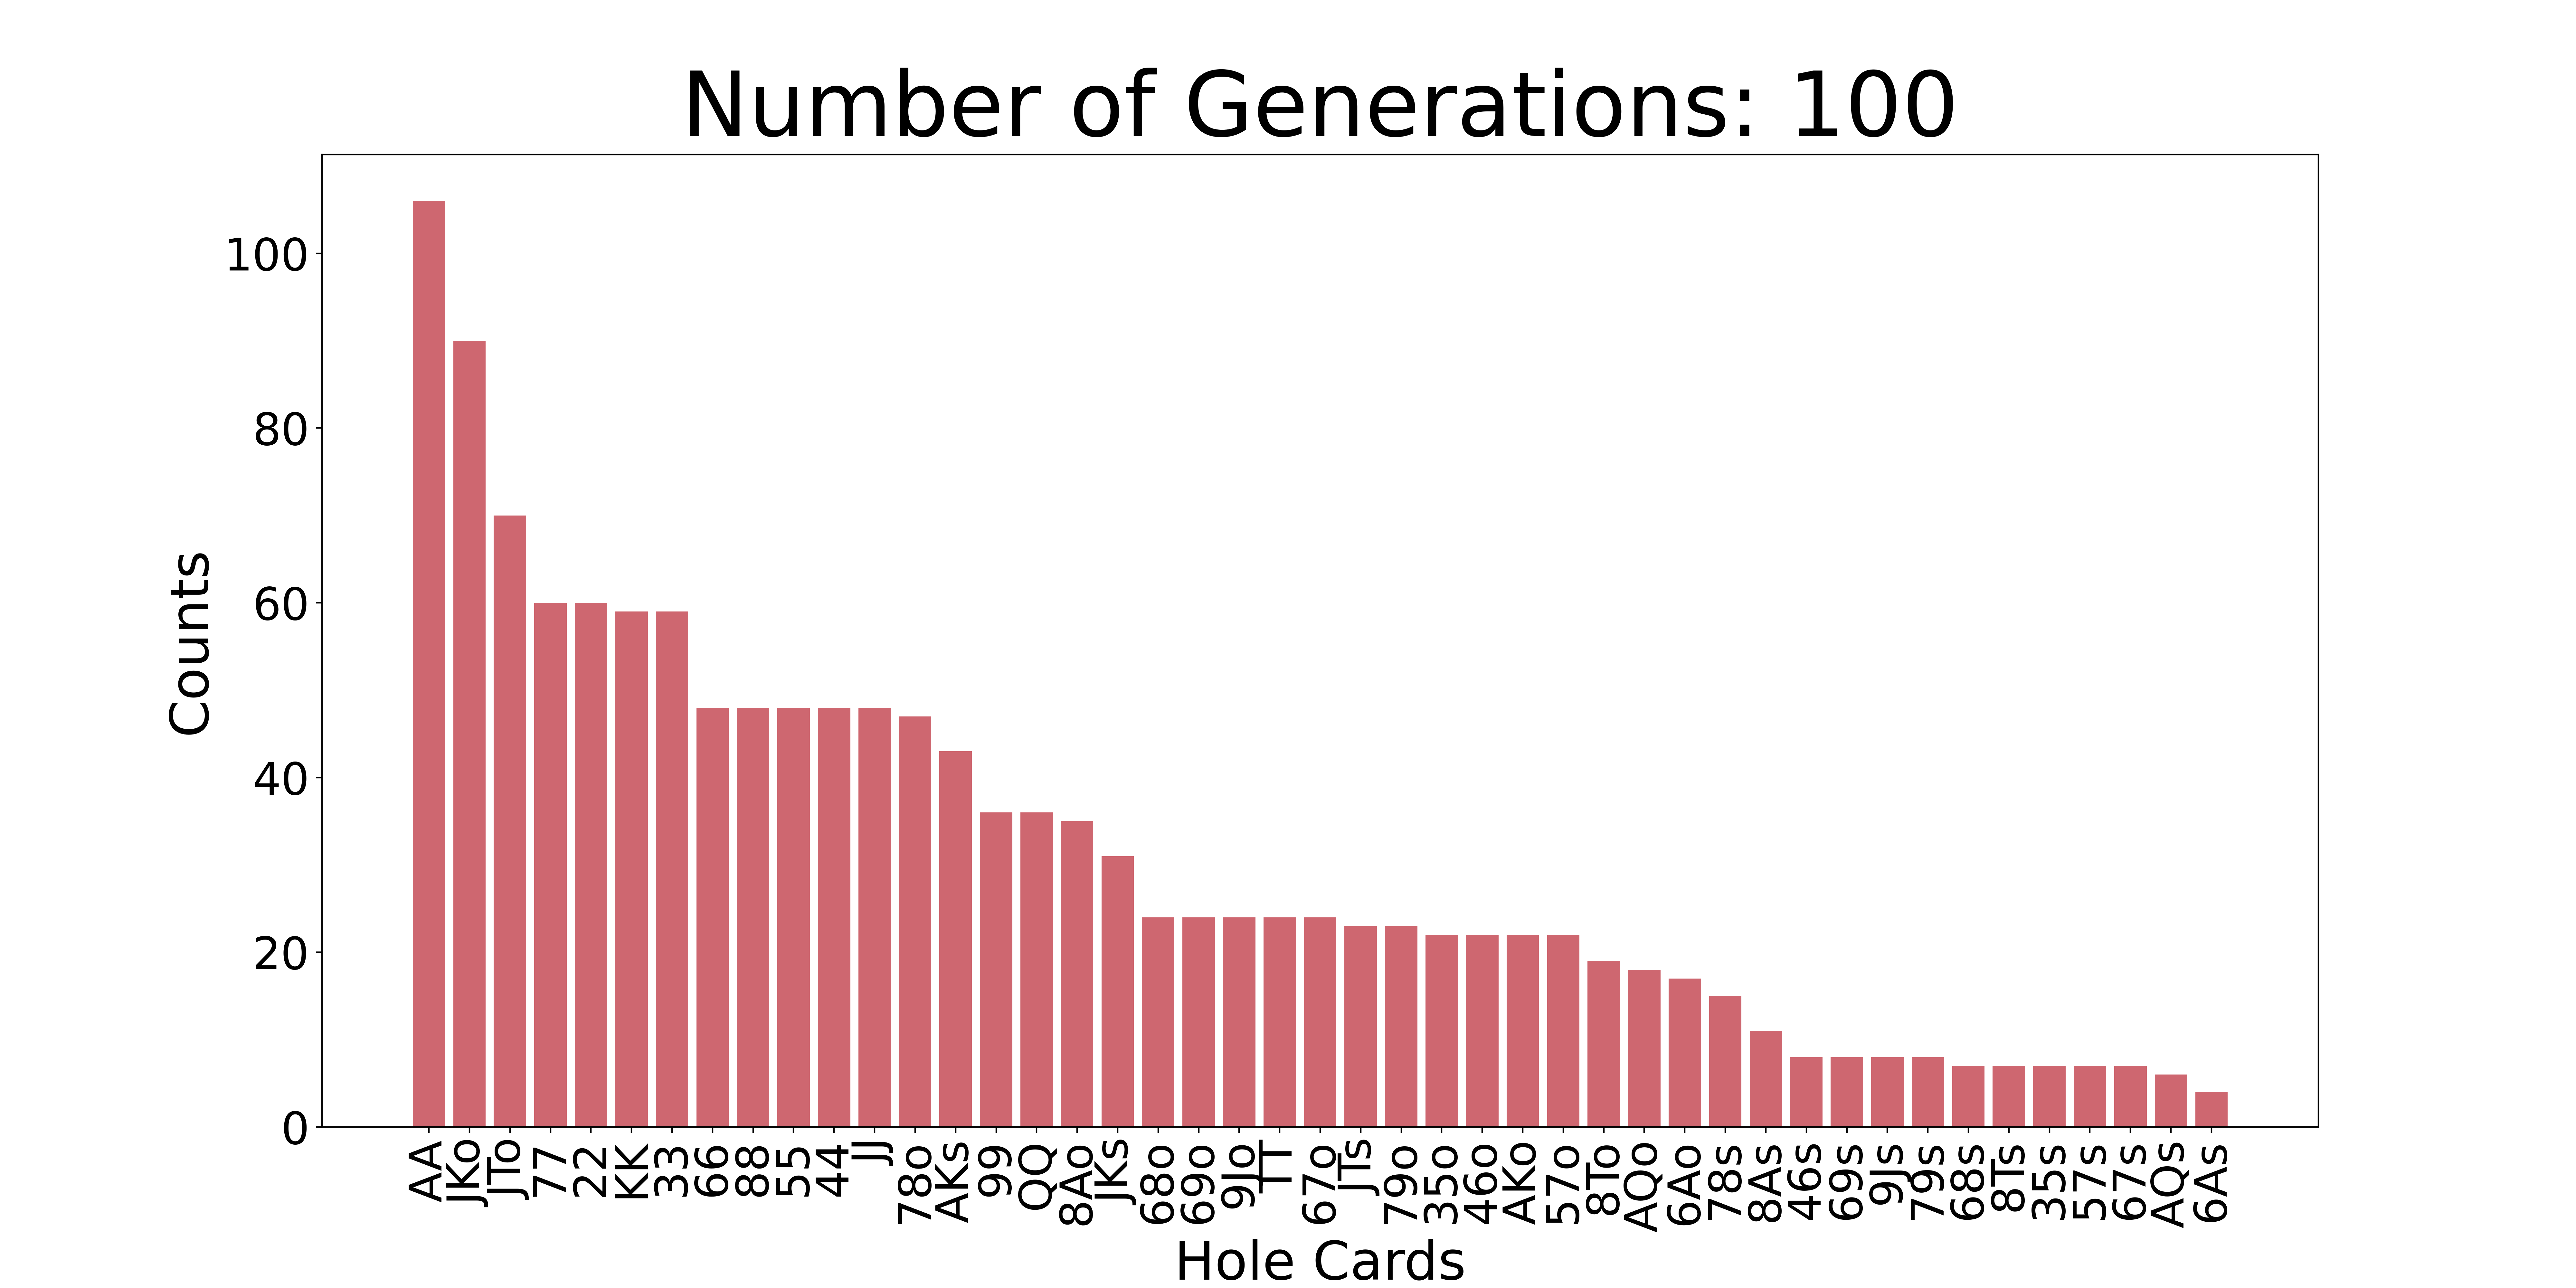 Number of Generations: 100
100
80
60
40
20
0
Counts
AA JKo JTo 77 22 KK 33 66 88 55 44 JJ 78o AKs 99 QQ 8Ao JKs 68o 69o 9Jo TT 67o JTs 79o 35o 46o AKo 57o 8To AQo 6Ao 78s 8As 46s 69s 9Js 79s 68s 8Ts 35s 57s 67s AQs 6As
Hole Cards